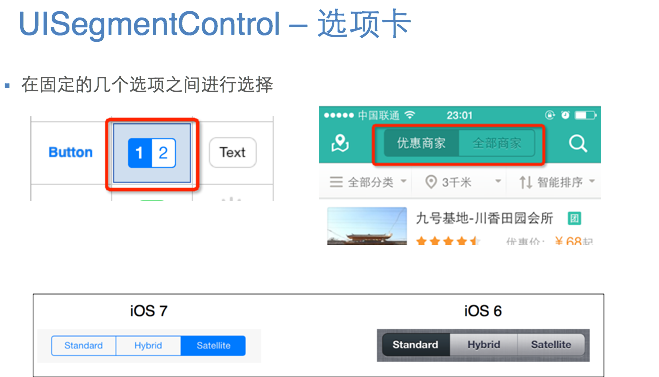 UISegmentControl – 选项卡
在固定的几个选项之间进行选择
Button
1 2
Text
中国联通
23:01
优惠商家 全部商家
全部分类
3千米
智能排序
九号基地-川香田园会所 团
优惠价: ¥68起
iOS 7
Standard Hybrid Satellite
iOS 6
Standard Hybrid Satellite